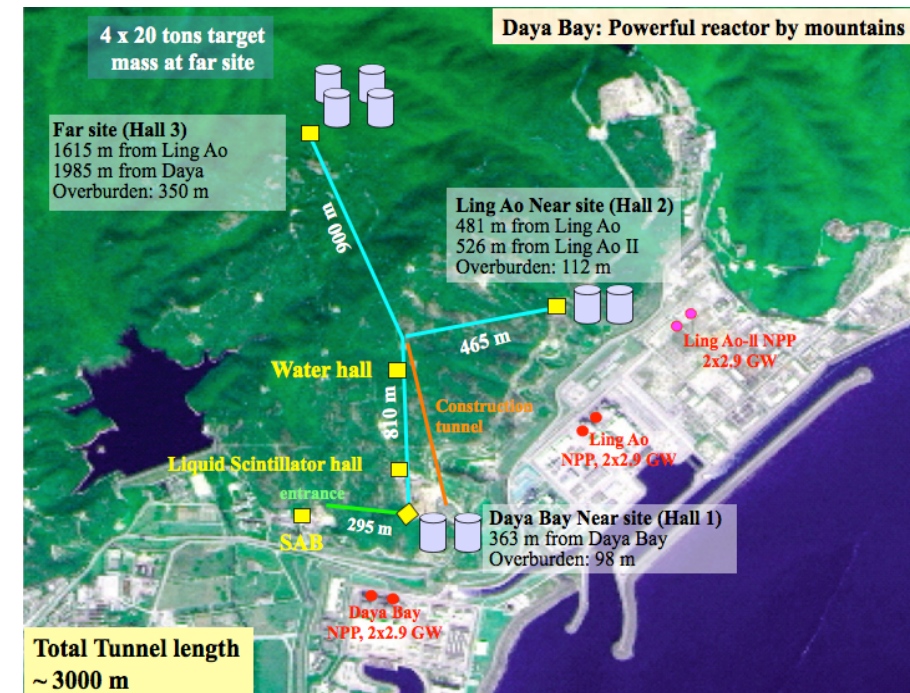 4 x 20 tons target
mass at far site
Daya Bay: Powerful reactor by mountains
Far site (Hall 3)
1615 m from Ling Ao
1985 m from Daya
Overburden: 350 m
900 m
Ling Ao Near site (Hall 2)
481 m from Ling Ao
526 m from Ling Ao II
Overburden: 112 m
465 m
Ling Ao-ll NPP
2x2.9 GW
Water hall
810 m
Construction
tunnel
Ling Ao
NPP, 2x2.9 GW
Liquid Scintillator hall
entrance
295 m
SAB
Daya Bay Near site (Hall 1)
363 m from Daya Bay
Overburden: 98 m
Daya Bay
NPP, 2x2.9 GW
Total Tunnel length
~ 3000 m